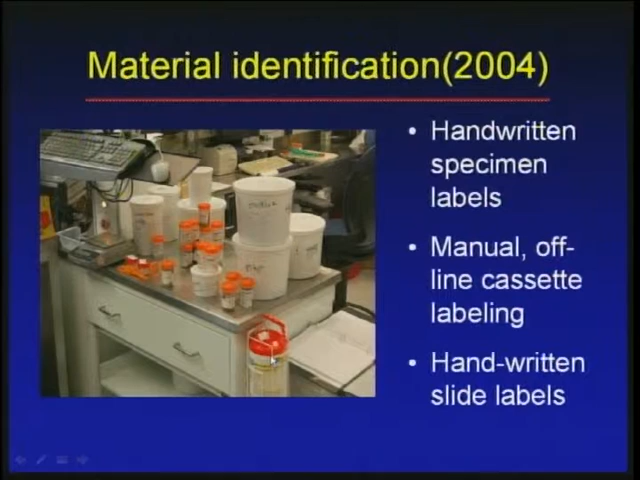 Material identification(2004)
• Handwritten
specimen
labels
• Manual, off-
line cassette
labeling
• Hand-written
slide labels